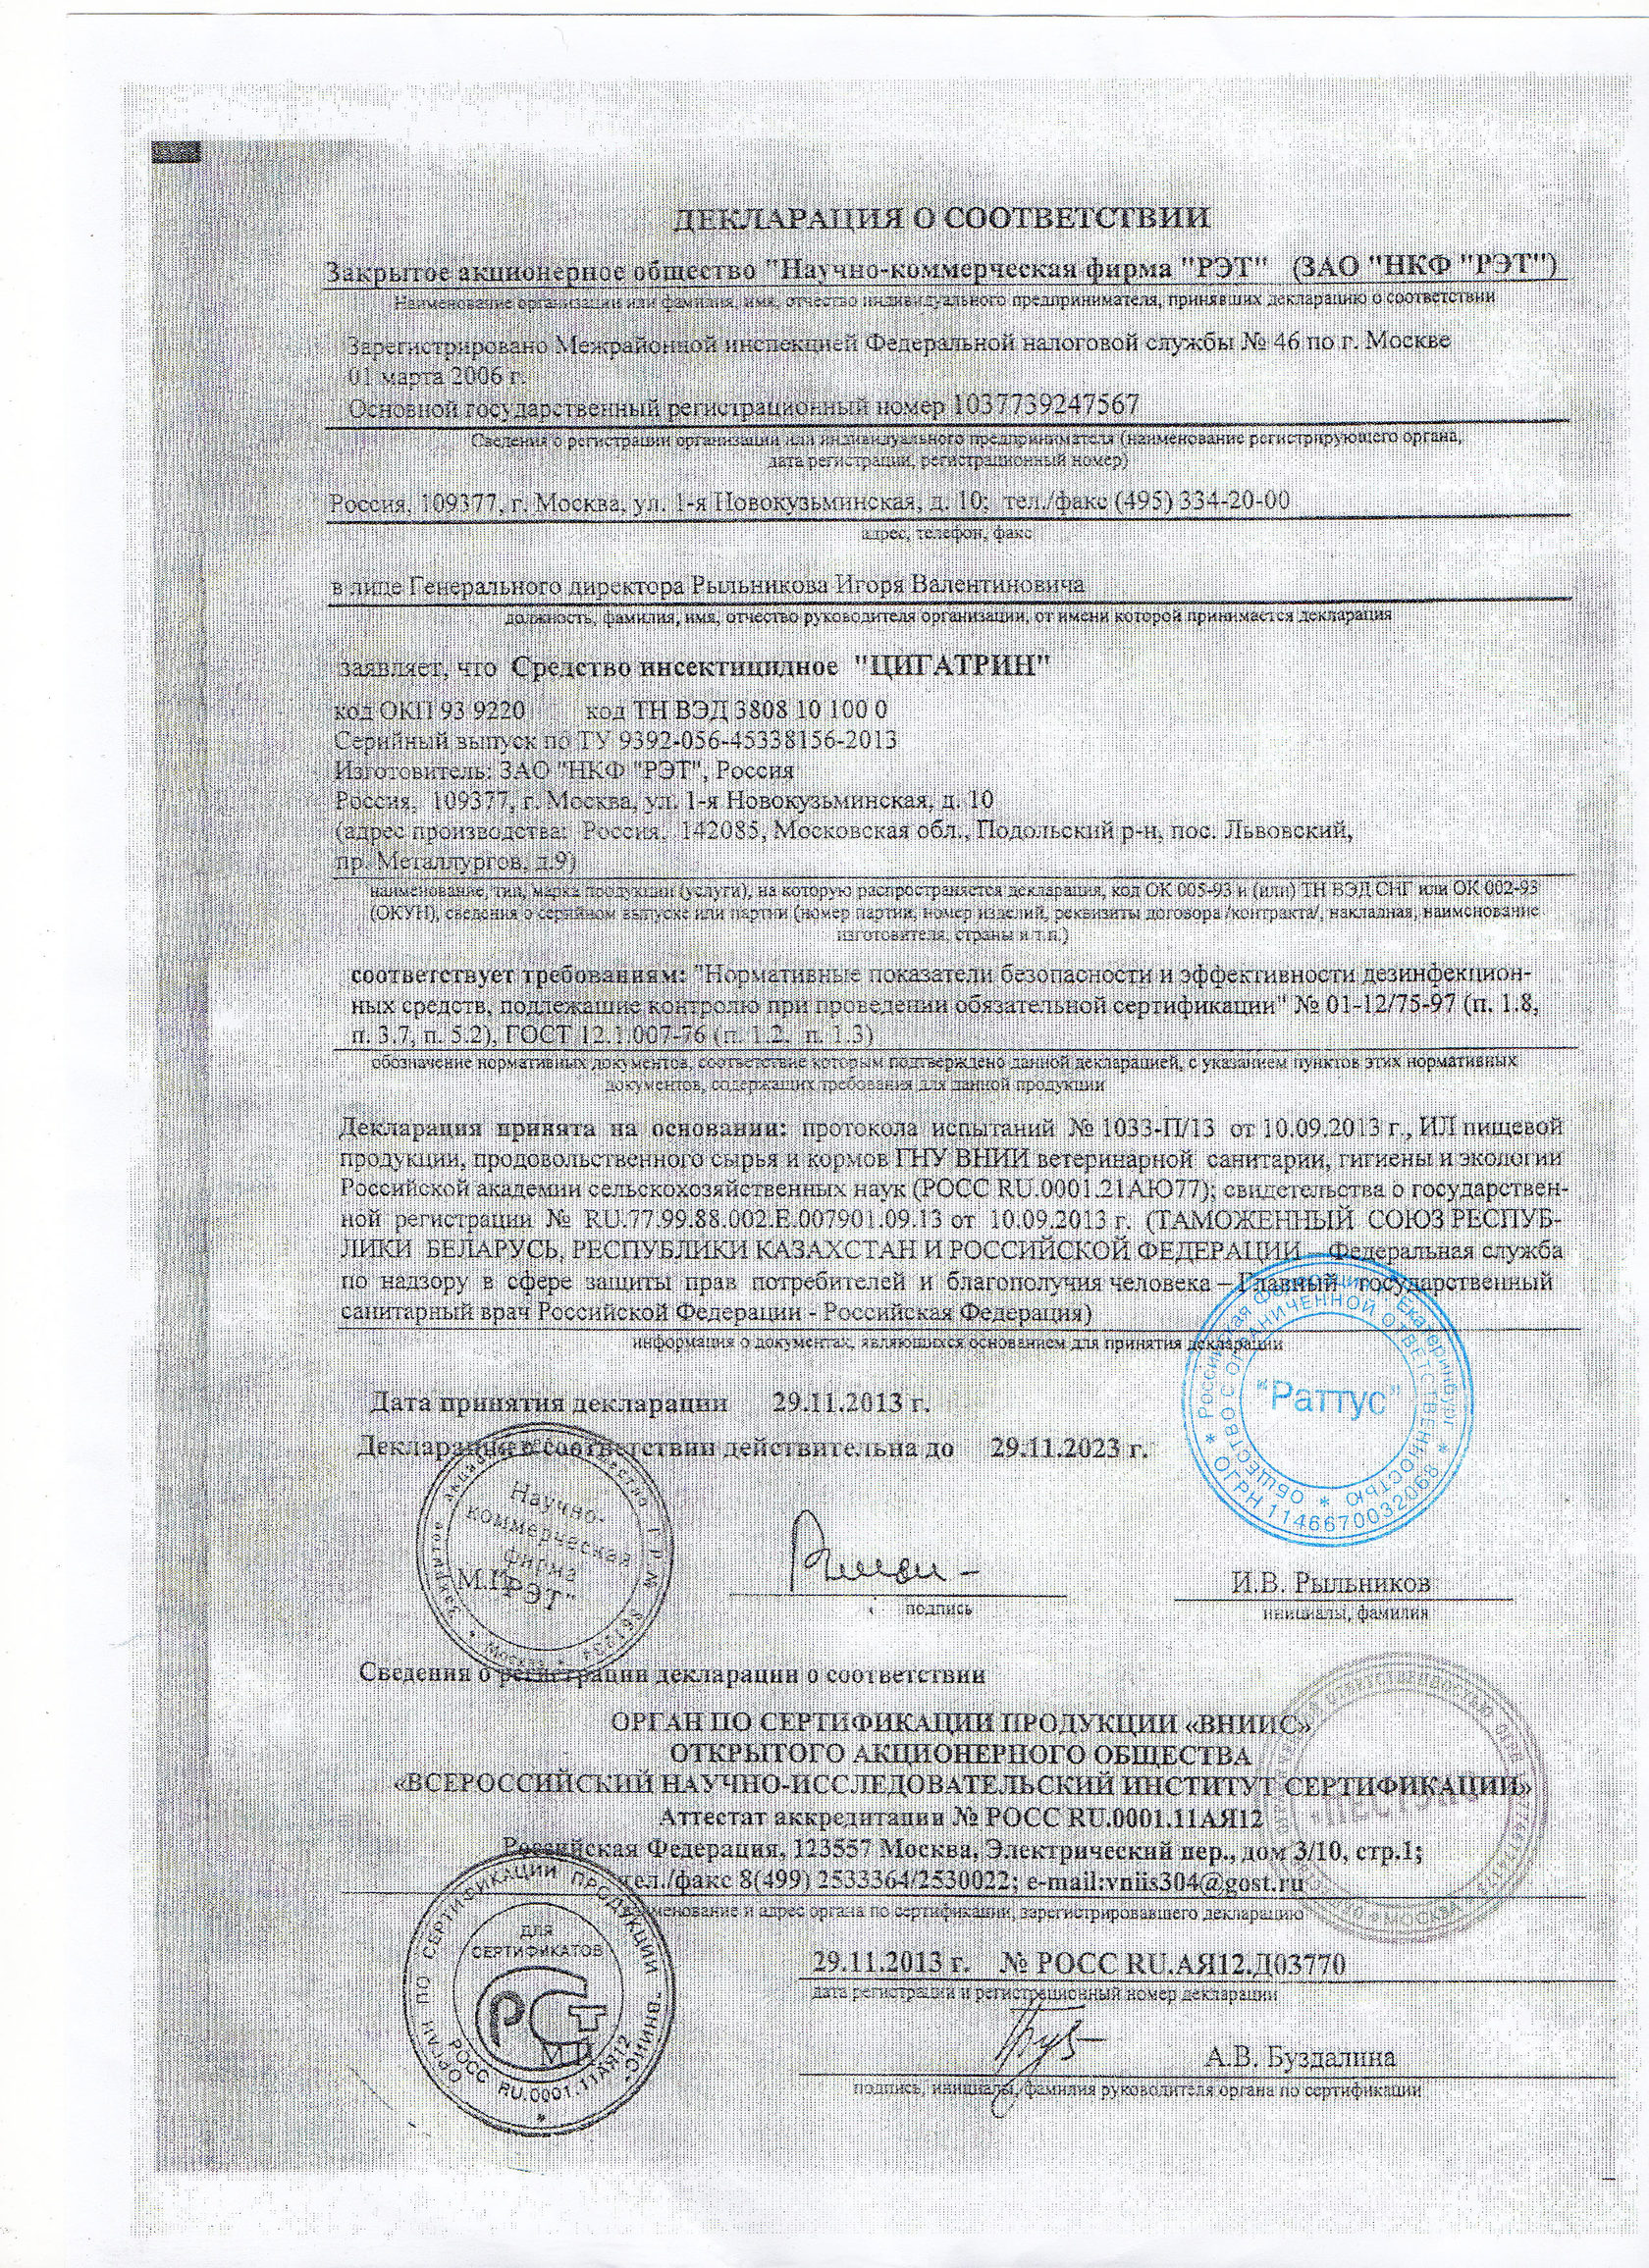 ДЕКЛАРАЦИЯ О СООТВЕТСТВИИ
Закрытое акционерное общество "Научно-коммерческая фирма "РЭТ" (ЗАО "НКФ "РЭТ")
Наименование организации или фамилия, имя, отчество индивидуального предпринимателя, принявших декларацию о соответствии
Зарегистрировано Межрайонной инспекцией Федеральной налоговой службы № 46 по г. Москве
01 марта 2006 г.
Основной государственный регистрационный номер 1037739247567
Сведения о регистрации организации или индивидуального предпринимателя (наименование регистрирующего органа,
дата регистрации, регистрационный номер)
Россия, 109377, г. Москва, ул. 1-я Новокузьминская, д. 10; тел./факс (495) 334-20-00
адрес, телефон, факс
в лице Генерального директора Рыльникова Игоря Валентиновича
должность, фамилия, имя, отчество руководителя организации, от имени которой принимается декларация
заявляет, что Средство инсектицидное "ЦИГАТРИН"
код ОКП 93 9220 код ТН ВЭД 3808 10 100 0
Серийный выпуск по ТУ 9392-056-45338156-2013
Изготовитель: ЗАО "НКФ "РЭТ", Россия
Россия, 109377, г. Москва, ул. 1-я Новокузьминская, д. 10
(адрес производства: Россия, 142085, Московская обл., Подольский р-н, пос. Львовский,
пр. Металлургов, д.9)
наименование, тип, марка продукции (услуги), на которую распространяется декларация, код ОК 005-93 и (или) ТН ВЭД СНГ или ОК 002-93
(ОКУН), сведения о серийном выпуске или партии (номер партии, номер изделий, реквизиты договора /контракта/, накладная, наименование
изготовителя, страны и т.п.)
соответствует требованиям: "Нормативные показатели безопасности и эффективности дезинфекцион-
ных средств, подлежащие контролю при проведении обязательной сертификации" № 01-12/75-97 (п. 1.8,
п. 3.7, п. 5.2), ГОСТ 12.1.007-76 (п. 1.2, п. 1.3)
обозначение нормативных документов, соответствие которым подтверждено данной декларацией, с указанием пунктов этих нормативных
документов, содержащих требования для данной продукции
Декларация принята на основании: протокола испытаний № 1033-П/13 от 10.09.2013 г., ИЛ пищевой
продукции, продовольственного сырья и кормов ГНУ ВНИИ ветеринарной санитарии, гигиены и экологии
Российской академии сельскохозяйственных наук (РОСС RU.0001.21АЮ77); свидетельства о государствен-
ной регистрации № RU.77.99.88.002.Е.007901.09.13 от 10.09.2013 г. (ТАМОЖЕННЫЙ СОЮЗ РЕСПУБ-
ЛИКИ БЕЛАРУСЬ, РЕСПУБЛИКИ КАЗАХСТАН И РОССИЙСКОЙ ФЕДЕРАЦИИ – Федеральная служба
по надзору в сфере защиты прав потребителей и благополучия человека – Главный государственный
санитарный врач Российской Федерации - Российская Федерация)
информация о документах, являющихся основанием для принятия декларации
Российская Федерация г. Екатеринбург * ОГРН 1146670032068 *
ОБЩЕСТВО С ОГРАНИЧЕННОЙ ОТВЕТСТВЕННОСТЬЮ *
"Раттус"
Дата принятия декларации 29.11.2013 г.
Декларация о соответствии действительна до 29.11.2023 г.
Закрытое акционерное общество
Москва
Научно-
коммерческая
фирма
"РЭТ"
М.П.
подпись
И.В. Рыльников
инициалы, фамилия
Сведения о регистрации декларации о соответствии
ОРГАН ПО СЕРТИФИКАЦИИ ПРОДУКЦИИ «ВНИИС»
ОТКРЫТОГО АКЦИОНЕРНОГО ОБЩЕСТВА
«ВСЕРОССИЙСКИЙ НАУЧНО-ИССЛЕДОВАТЕЛЬСКИЙ ИНСТИТУТ СЕРТИФИКАЦИИ»
Аттестат аккредитации № РОСС RU.0001.11АЯ12
Российская Федерация, 123557 Москва, Электрический пер., дом 3/10, стр.1;
тел./факс 8(499) 2533364/2530022; e-mail:vniis304@gost.ru
наименование и адрес органа по сертификации, зарегистрировавшего декларацию
МОСКВА
29.11.2013 г. № РОСС RU.АЯ12.Д03770
дата регистрации и регистрационный номер декларации
ОРГАН ПО СЕРТИФИКАЦИИ ПРОДУКЦИИ "ВНИИС"
РОСС RU.0001.11АЯ12
ДЛЯ
СЕРТИФИКАТОВ
М.П.
А.В. Буздалина
подпись, инициалы, фамилия руководителя органа по сертификации